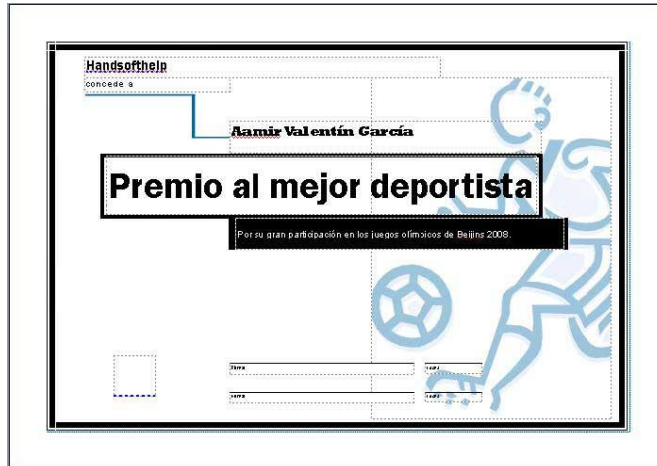 Handsofthelp
concede a
Aamir Valentín García
Premio al mejor deportista
Por su gran participación en los juegos olímpicos de Beijins 2008.